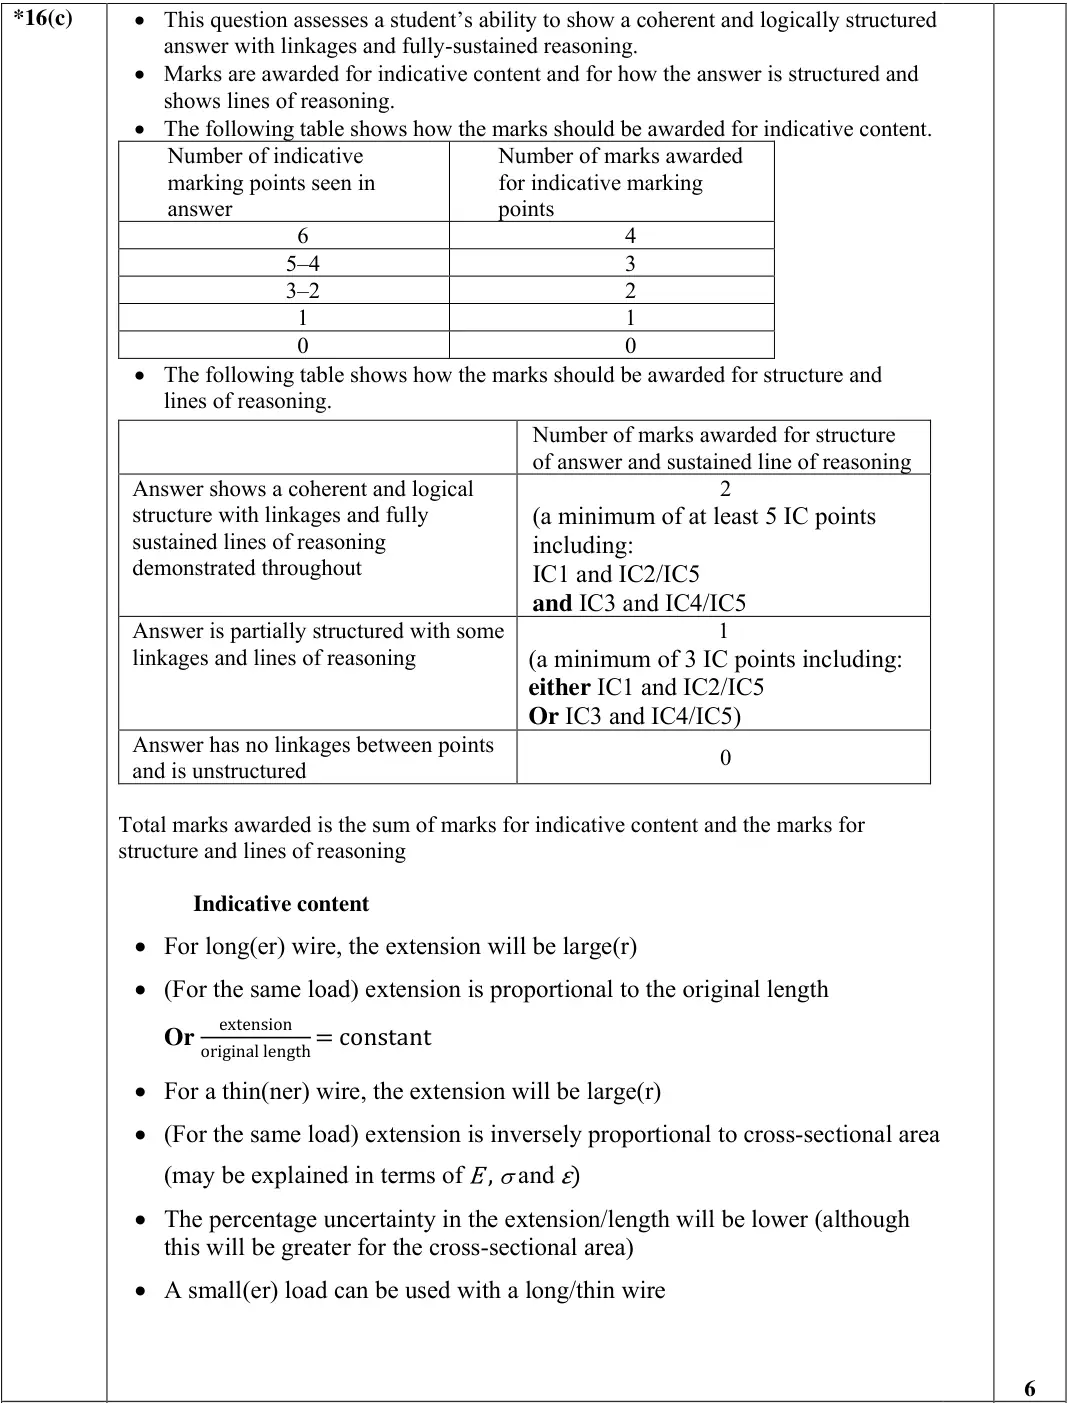 *16(c)
• This question assesses a student's ability to show a coherent and logically structured
answer with linkages and fully-sustained reasoning.
• Marks are awarded for indicative content and for how the answer is structured and
shows lines of reasoning.
• The following table shows how the marks should be awarded for indicative content.
Number of indicative
marking points seen in
answer
Number of marks awarded
for indicative marking
points
6 4
5–4 3
3–2 2
1 1
0 0
• The following table shows how the marks should be awarded for structure and
lines of reasoning.
Number of marks awarded for structure
of answer and sustained line of reasoning
Answer shows a coherent and logical
structure with linkages and fully
sustained lines of reasoning
demonstrated throughout
2
(a minimum of at least 5 IC points
including:
IC1 and IC2/IC5
and IC3 and IC4/IC5
Answer is partially structured with some
linkages and lines of reasoning
1
(a minimum of 3 IC points including:
either IC1 and IC2/IC5
Or IC3 and IC4/IC5)
Answer has no linkages between points
and is unstructured
0
Total marks awarded is the sum of marks for indicative content and the marks for
structure and lines of reasoning
Indicative content
• For long(er) wire, the extension will be large(r)
• (For the same load) extension is proportional to the original length
Or extension/original length = constant
• For a thin(ner) wire, the extension will be large(r)
• (For the same load) extension is inversely proportional to cross-sectional area
(may be explained in terms of E, σ and ε)
• The percentage uncertainty in the extension/length will be lower (although
this will be greater for the cross-sectional area)
• A small(er) load can be used with a long/thin wire
6